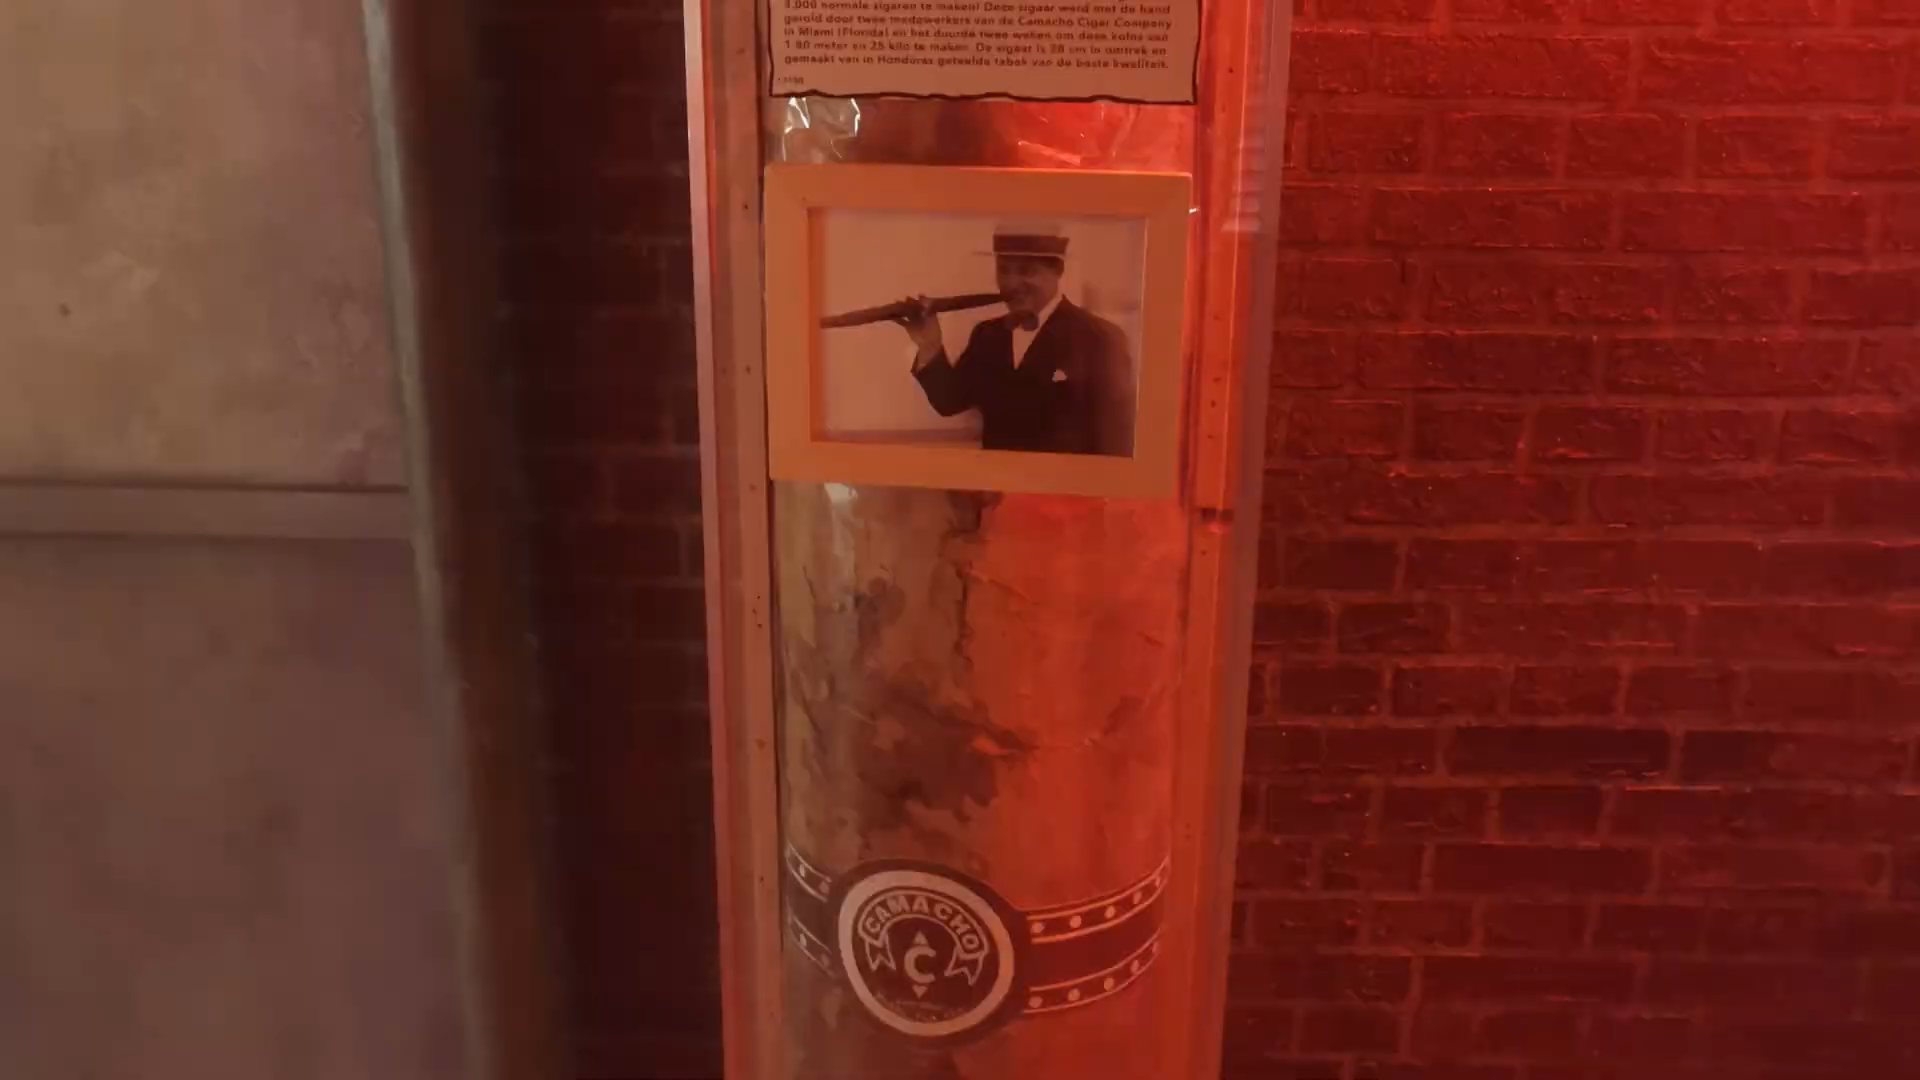 3.000 normale sigaren te maken! Deze sigaar werd met de hand
gerold door twee medewerkers van de Camacho Cigar Company
in Miami (Florida) en het duurde twee weken om deze kolos van
1.80 meter en 25 kilo te maken. De sigaar is 28 cm in omtrek en
gemaakt van in Honduras geteelde tabak van de beste kwaliteit.
CAMACHO
C